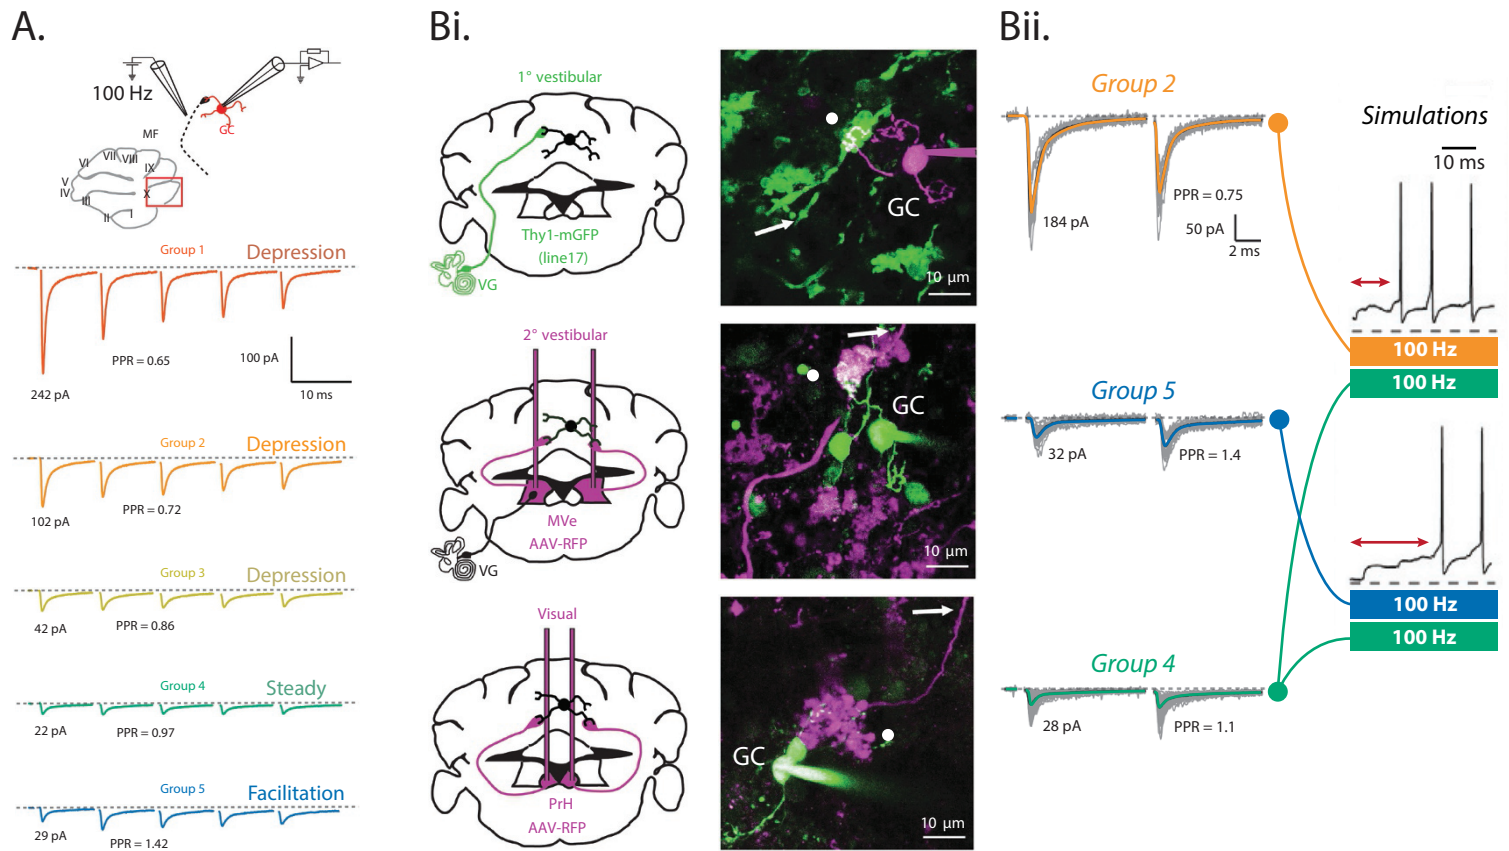 A.
100 Hz
GC
MF
VI
VII
VIII
IX
V
IV
X
III
II
I
Group 1
Depression
PPR = 0.65
242 pA
100 pA
10 ms
Group 2
Depression
102 pA
PPR = 0.72
Group 3
Depression
42 pA
PPR = 0.86
Group 4
Steady
22 pA
PPR = 0.97
Group 5
Facilitation
29 pA
PPR = 1.42
Bi.
1° vestibular
Thy1-mGFP
(line17)
VG
GC
10 µm
2° vestibular
MVe
AAV-RFP
VG
GC
10 µm
Visual
PrH
AAV-RFP
GC
10 µm
Bii.
Group 2
184 pA
PPR = 0.75
50 pA
2 ms
Group 5
32 pA
PPR = 1.4
Group 4
28 pA
PPR = 1.1
Simulations
10 ms
100 Hz
100 Hz
100 Hz
100 Hz